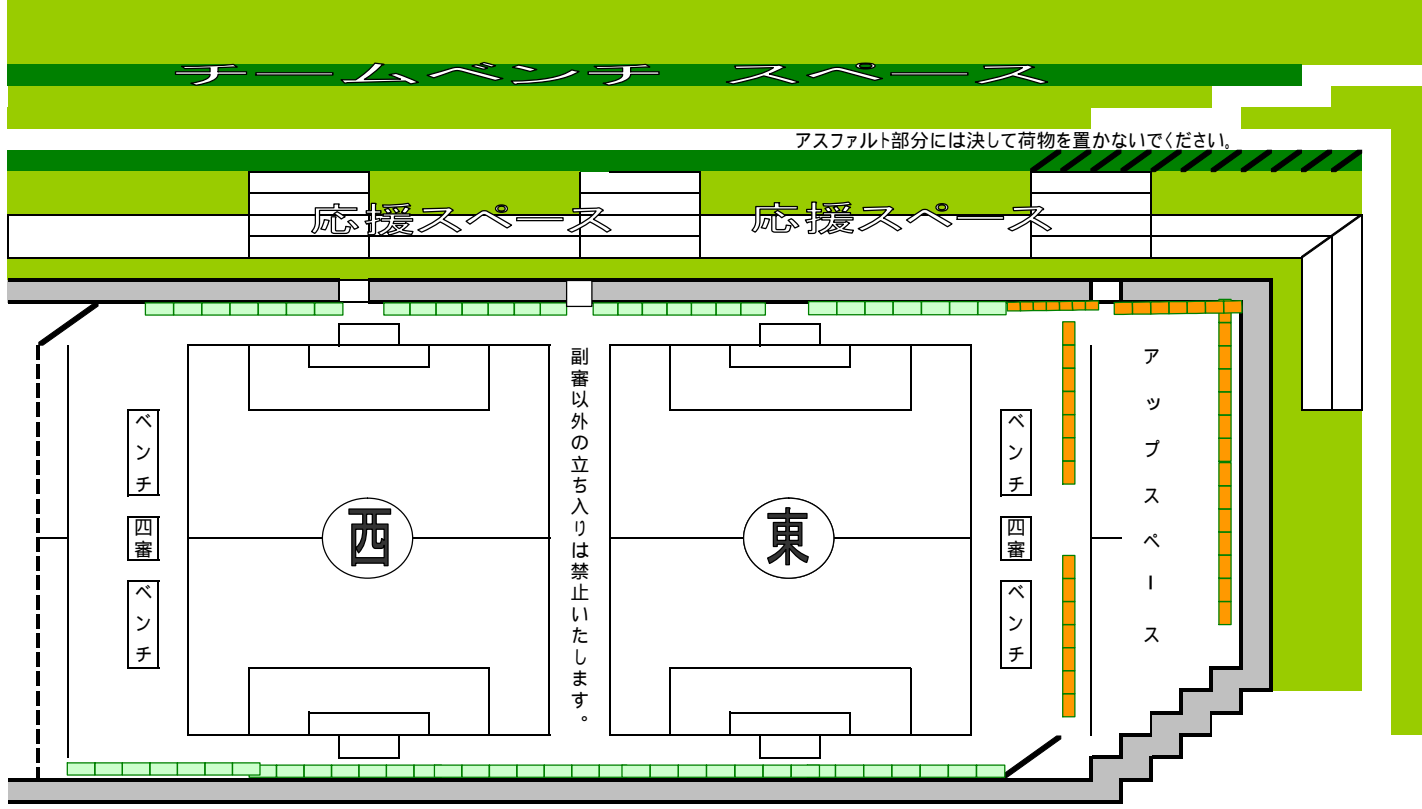 チームベンチ スペース
アスファルト部分には決して荷物を置かないでください。
応援スペース
応援スペース
ベンチ
四審
ベンチ
西
副審以外の立ち入りは禁止いたします。
東
ベンチ
四審
ベンチ
アップスペース